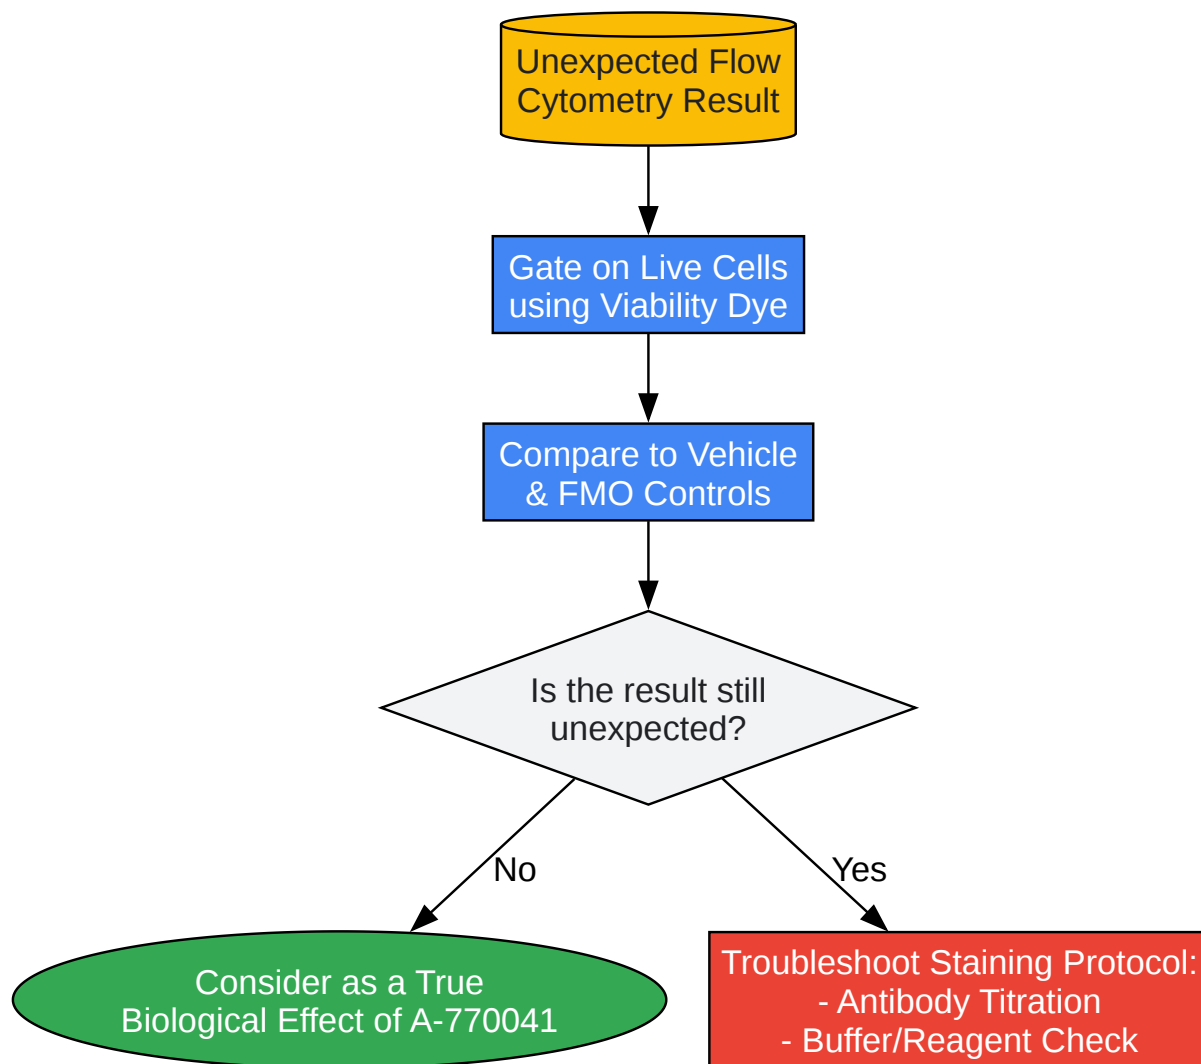 Unexpected Flow
Cytometry Result
Gate on Live Cells
using Viability Dye
Compare to Vehicle
& FMO Controls
Is the result still
unexpected?
No
Yes
Consider as a True
Biological Effect of A-770041
Troubleshoot Staining Protocol:
- Antibody Titration
- Buffer/Reagent Check